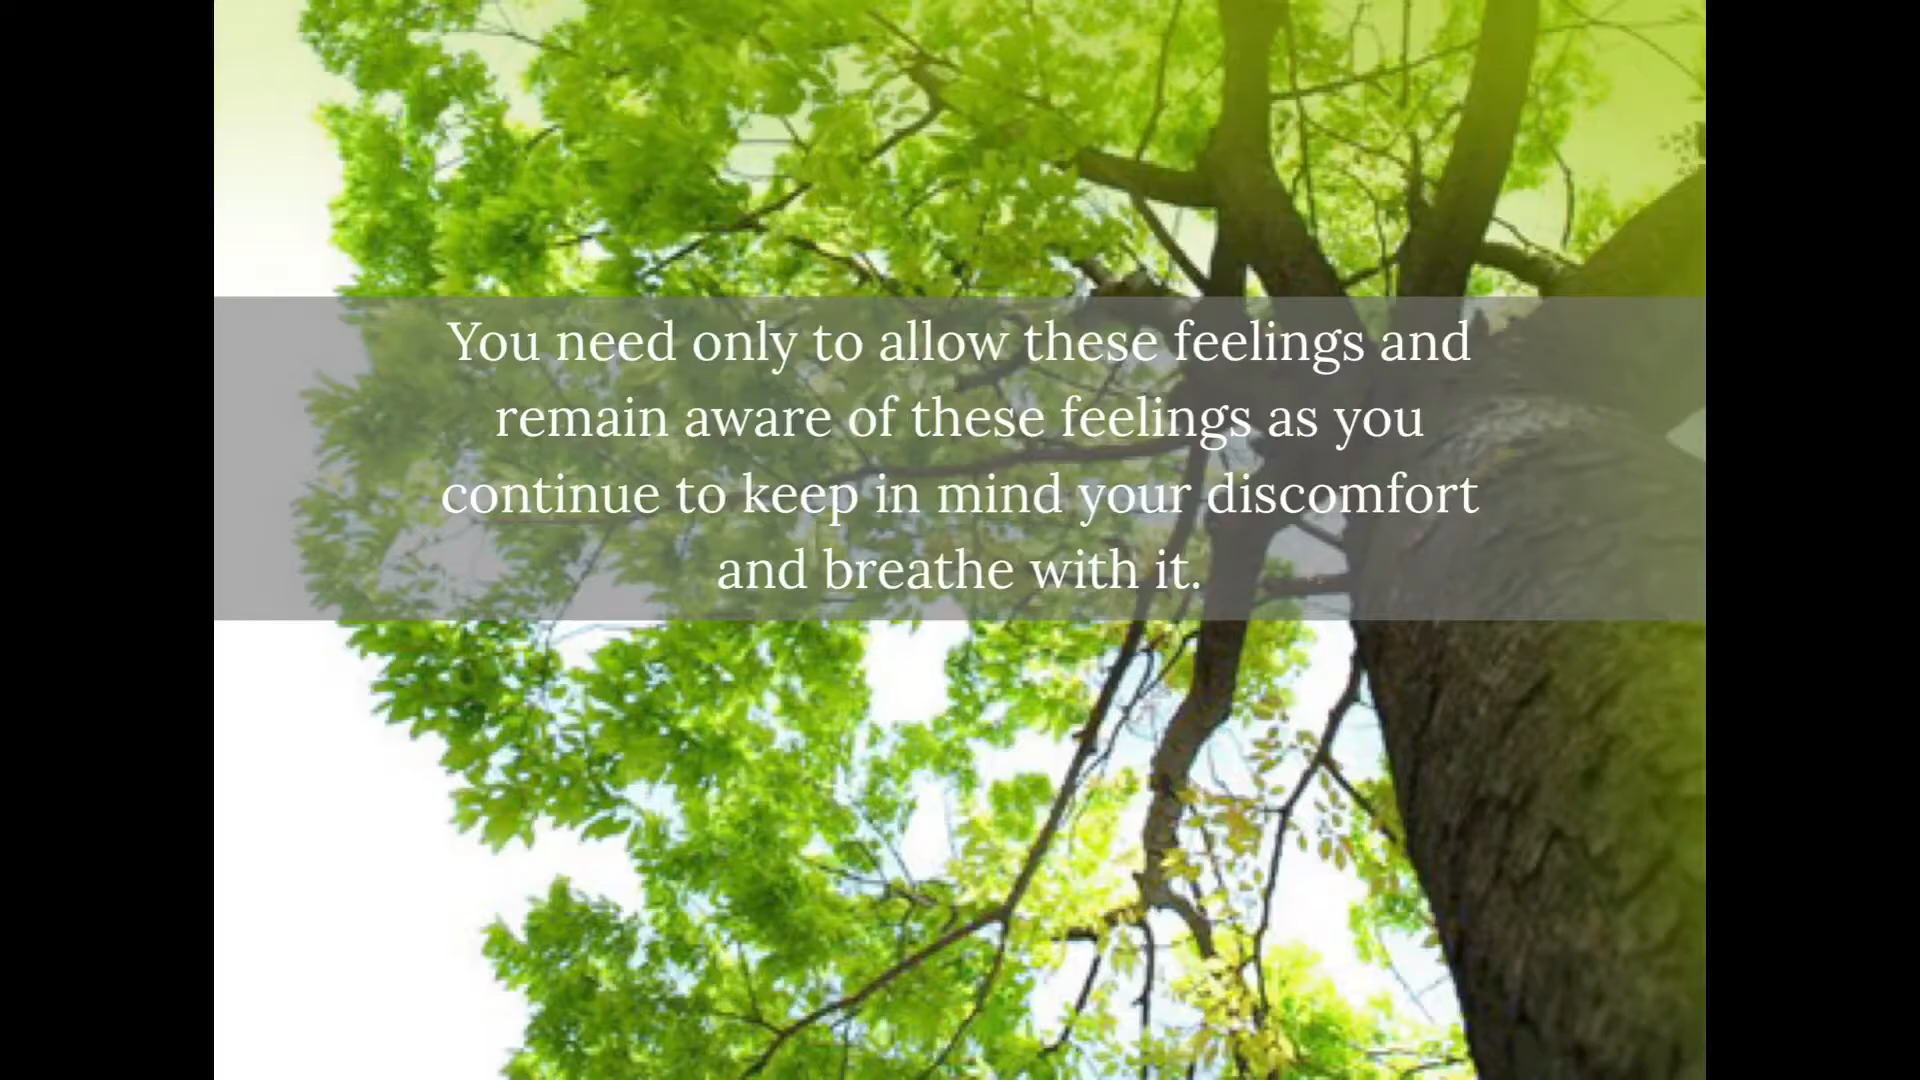 You need only to allow these feelings and
remain aware of these feelings as you
continue to keep in mind your discomfort
and breathe with it.